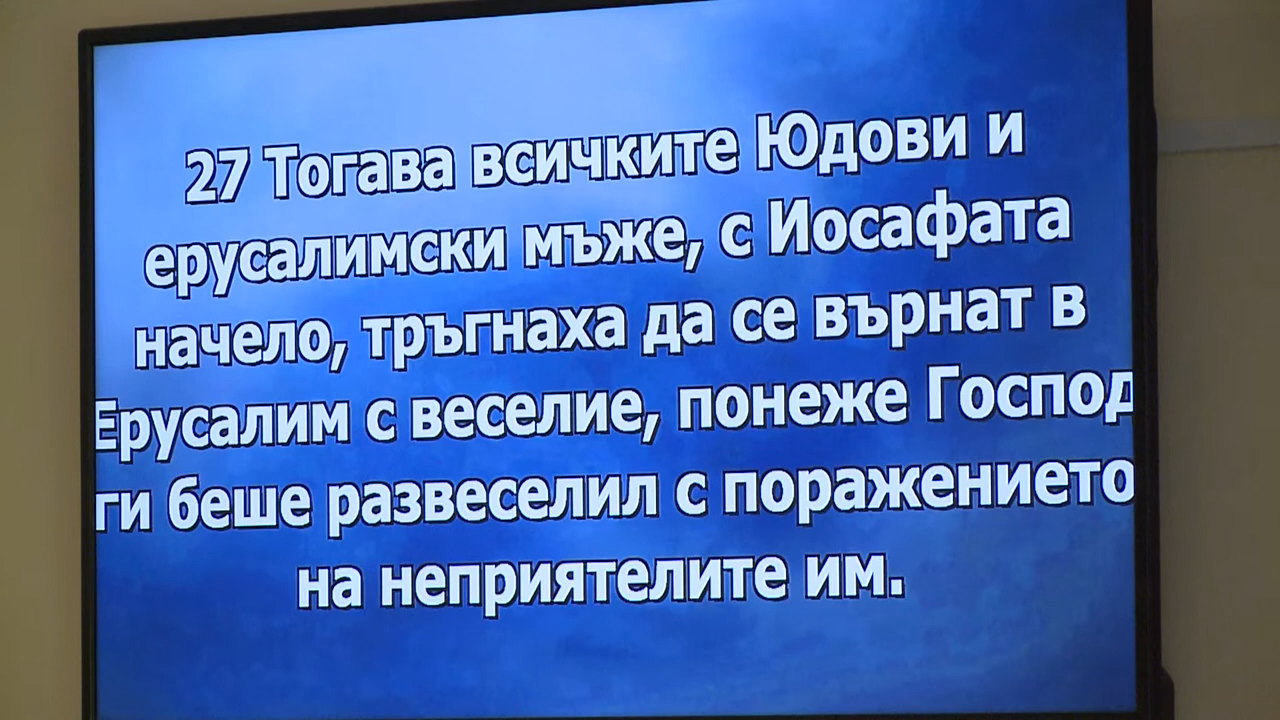 27 Тогава всичките Юдови и
ерусалимски мъже, с Иосафата
начело, тръгнаха да се върнат в
Ерусалим с веселие, понеже Господ
ги беше развеселил с поражението
на неприятелите им.